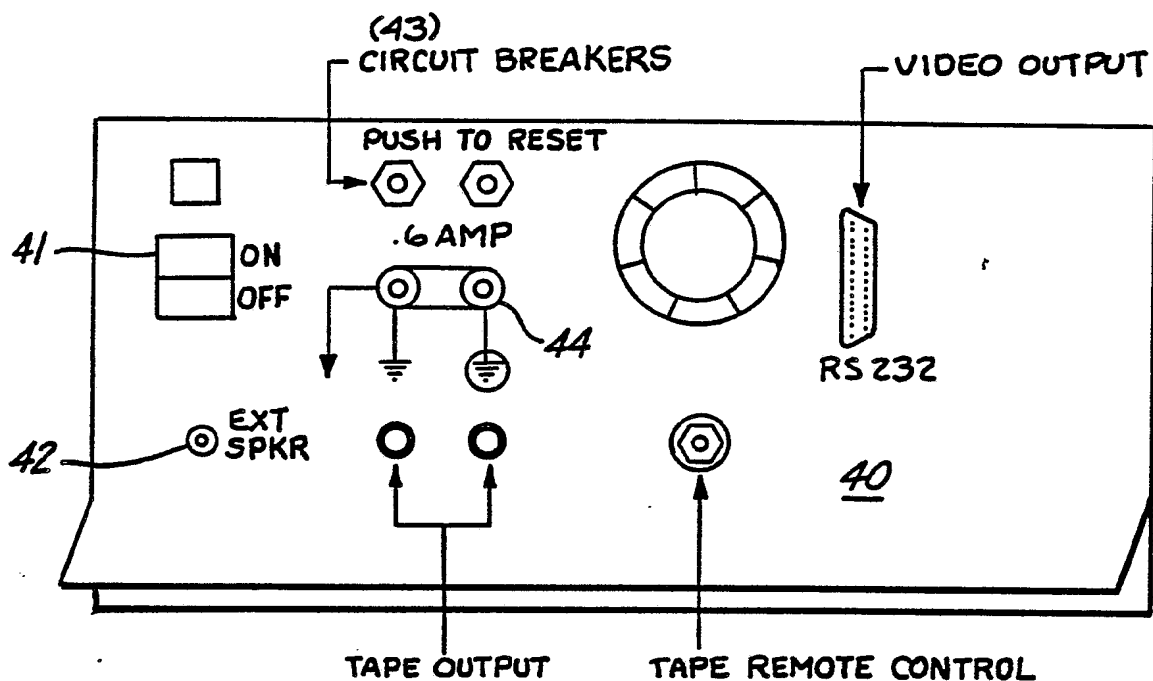 (43)
CIRCUIT BREAKERS
VIDEO OUTPUT
PUSH TO RESET
.6 AMP
41
ON
OFF
44
RS 232
EXT
SPKR
42
40
TAPE OUTPUT
TAPE REMOTE CONTROL